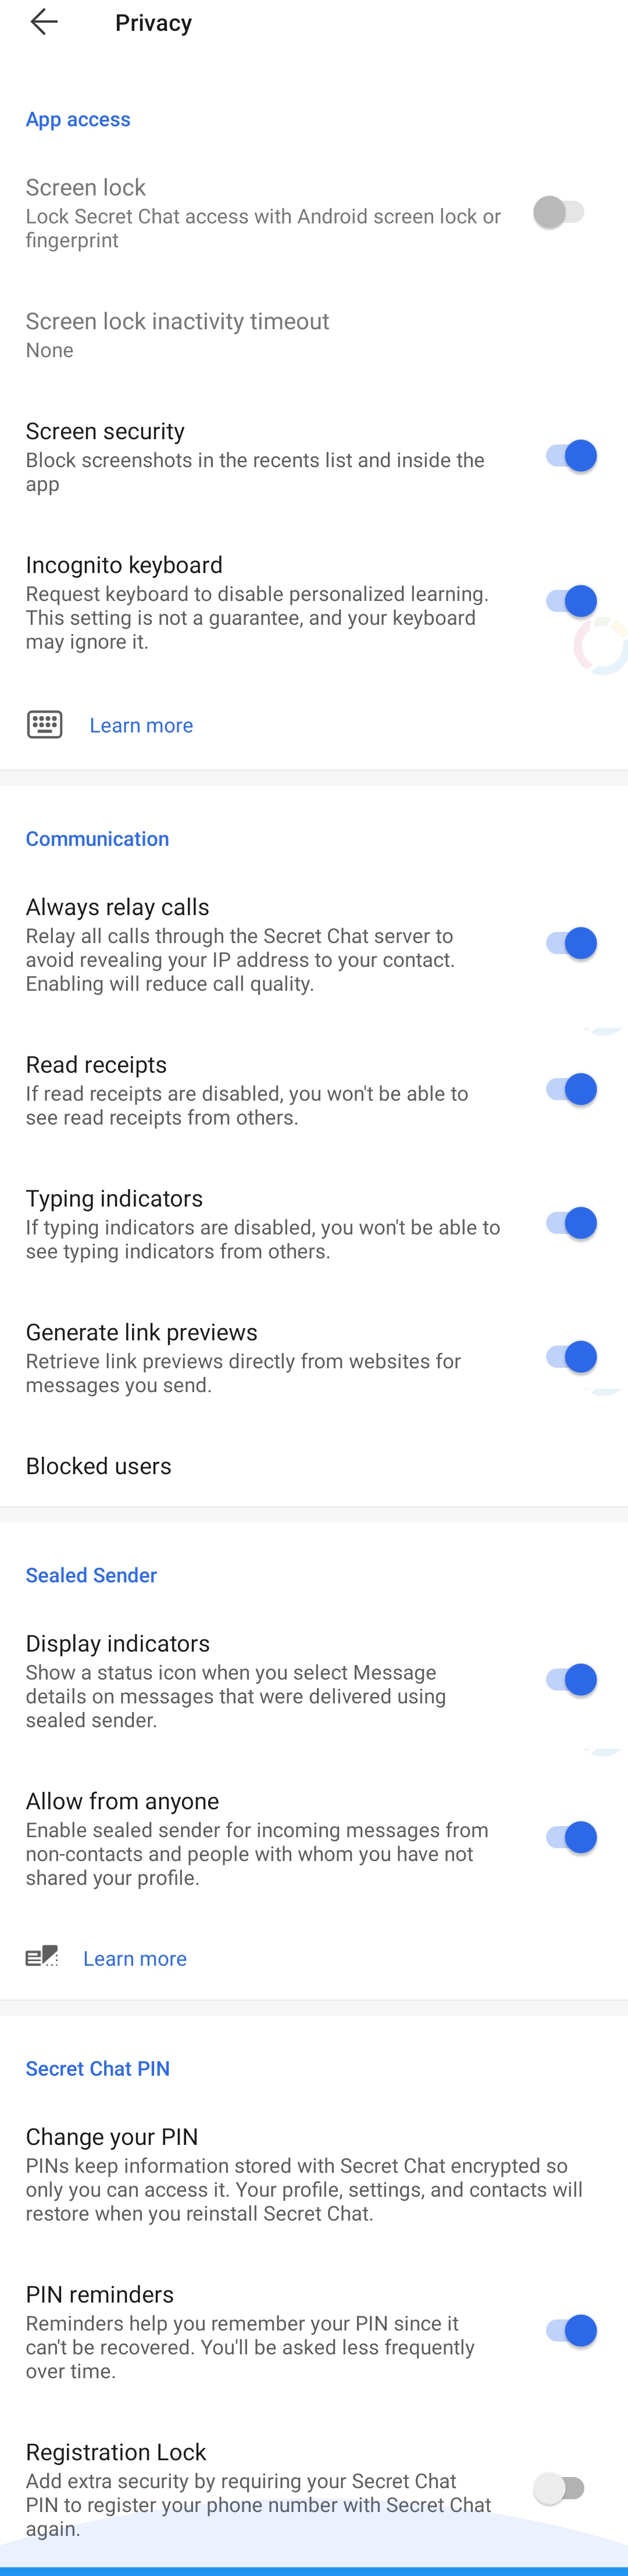 Privacy
App access
Screen lock
Lock Secret Chat access with Android screen lock or
fingerprint
Screen lock inactivity timeout
None
Screen security
Block screenshots in the recents list and inside the
app
Incognito keyboard
Request keyboard to disable personalized learning.
This setting is not a guarantee, and your keyboard
may ignore it.
Learn more
Communication
Always relay calls
Relay all calls through the Secret Chat server to
avoid revealing your IP address to your contact.
Enabling will reduce call quality.
Read receipts
If read receipts are disabled, you won't be able to
see read receipts from others.
Typing indicators
If typing indicators are disabled, you won't be able to
see typing indicators from others.
Generate link previews
Retrieve link previews directly from websites for
messages you send.
Blocked users
Sealed Sender
Display indicators
Show a status icon when you select Message
details on messages that were delivered using
sealed sender.
Allow from anyone
Enable sealed sender for incoming messages from
non-contacts and people with whom you have not
shared your profile.
Learn more
Secret Chat PIN
Change your PIN
PINs keep information stored with Secret Chat encrypted so
only you can access it. Your profile, settings, and contacts will
restore when you reinstall Secret Chat.
PIN reminders
Reminders help you remember your PIN since it
can't be recovered. You'll be asked less frequently
over time.
Registration Lock
Add extra security by requiring your Secret Chat
PIN to register your phone number with Secret Chat
again.